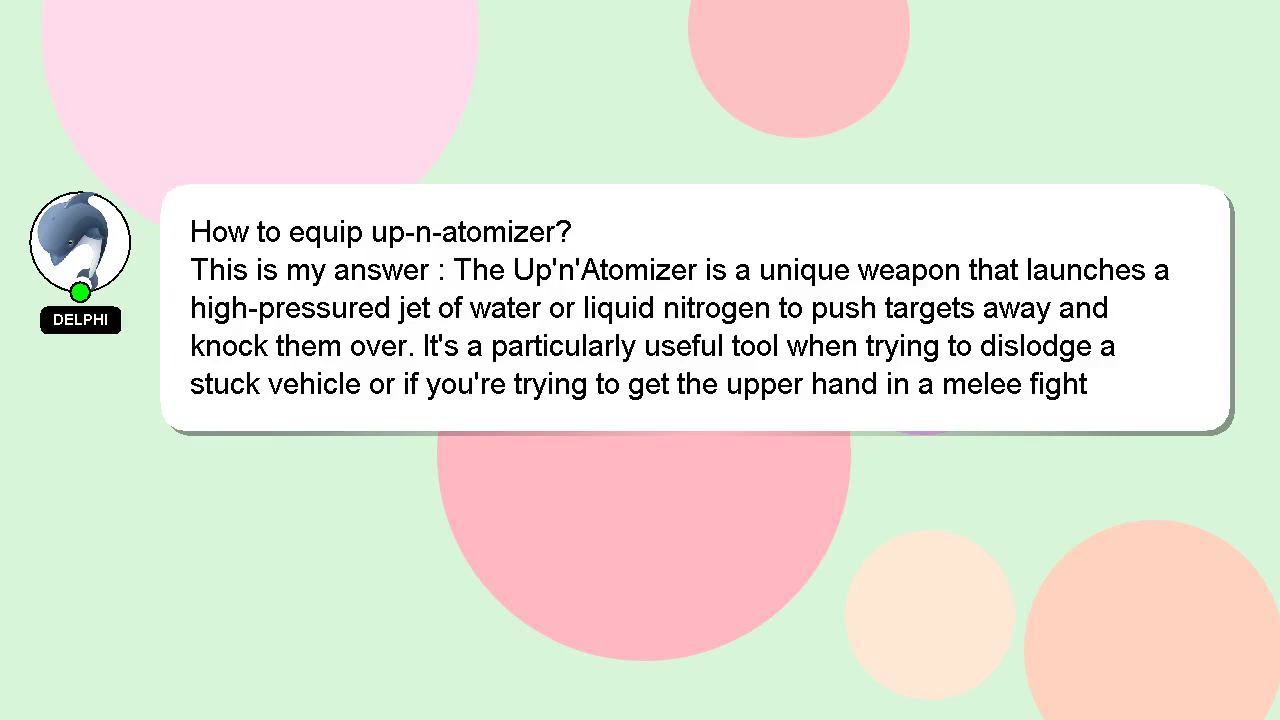 How to equip up-n-atomizer?
This is my answer : The Up'n'Atomizer is a unique weapon that launches a
high-pressured jet of water or liquid nitrogen to push targets away and
knock them over. It's a particularly useful tool when trying to dislodge a
stuck vehicle or if you're trying to get the upper hand in a melee fight
DELPHI